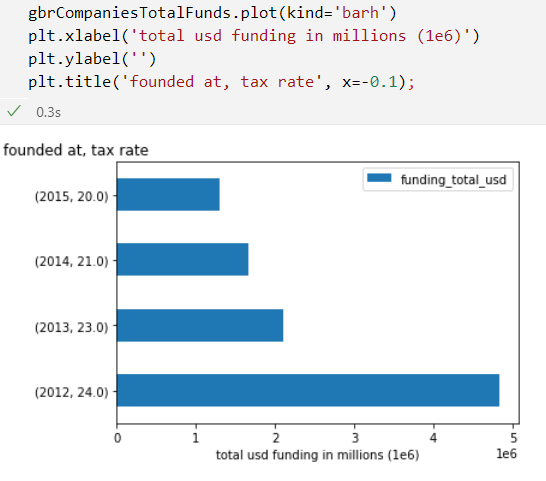 gbrCompaniesTotalFunds.plot(kind='barh')
plt.xlabel('total usd funding in millions (1e6)')
plt.ylabel('')
plt.title('founded at, tax rate', x=-0.1);
✓ 0.3s
founded at, tax rate
funding_total_usd
(2015, 20.0)
(2014, 21.0)
(2013, 23.0)
(2012, 24.0)
0 1 2 3 4 5
1e6
total usd funding in millions (1e6)